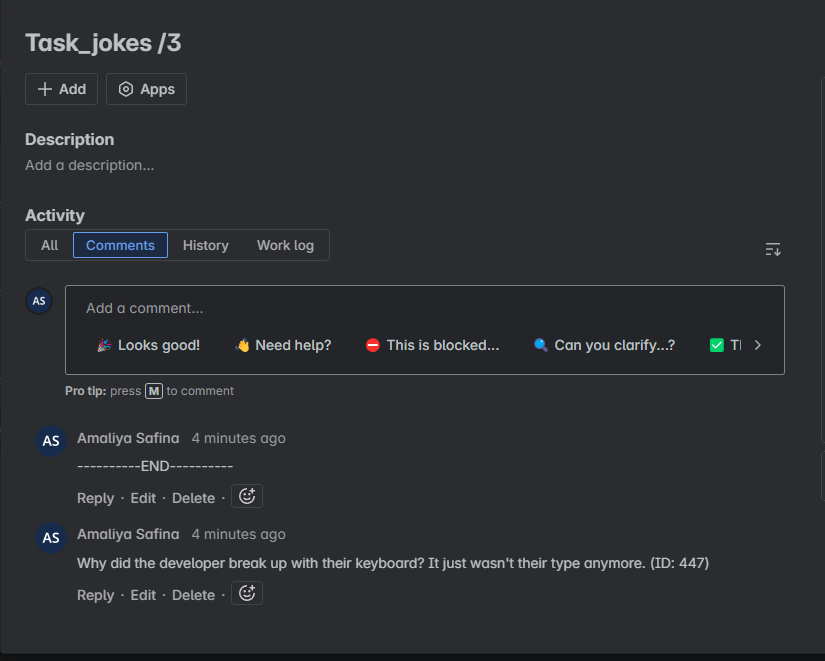 Task_jokes /3
Add
Apps
Description
Add a description...
Activity
All
Comments
History
Work log
AS
Add a comment...
🎉 Looks good!
👋 Need help?
⛔ This is blocked...
🔍 Can you clarify...?
✅
Pro tip: press M to comment
AS
Amaliya Safina 4 minutes ago
----------END----------
Reply · Edit · Delete ·
AS
Amaliya Safina 4 minutes ago
Why did the developer break up with their keyboard? It just wasn't their type anymore. (ID: 447)
Reply · Edit · Delete ·